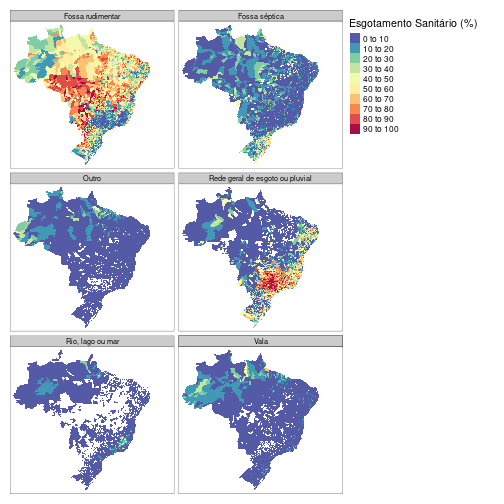 Fossa rudimentar
Fossa séptica
Esgotamento Sanitário (%)
0 to 10
10 to 20
20 to 30
30 to 40
40 to 50
50 to 60
60 to 70
70 to 80
80 to 90
90 to 100
Outro
Rede geral de esgoto ou pluvial
Rio, lago ou mar
Vala